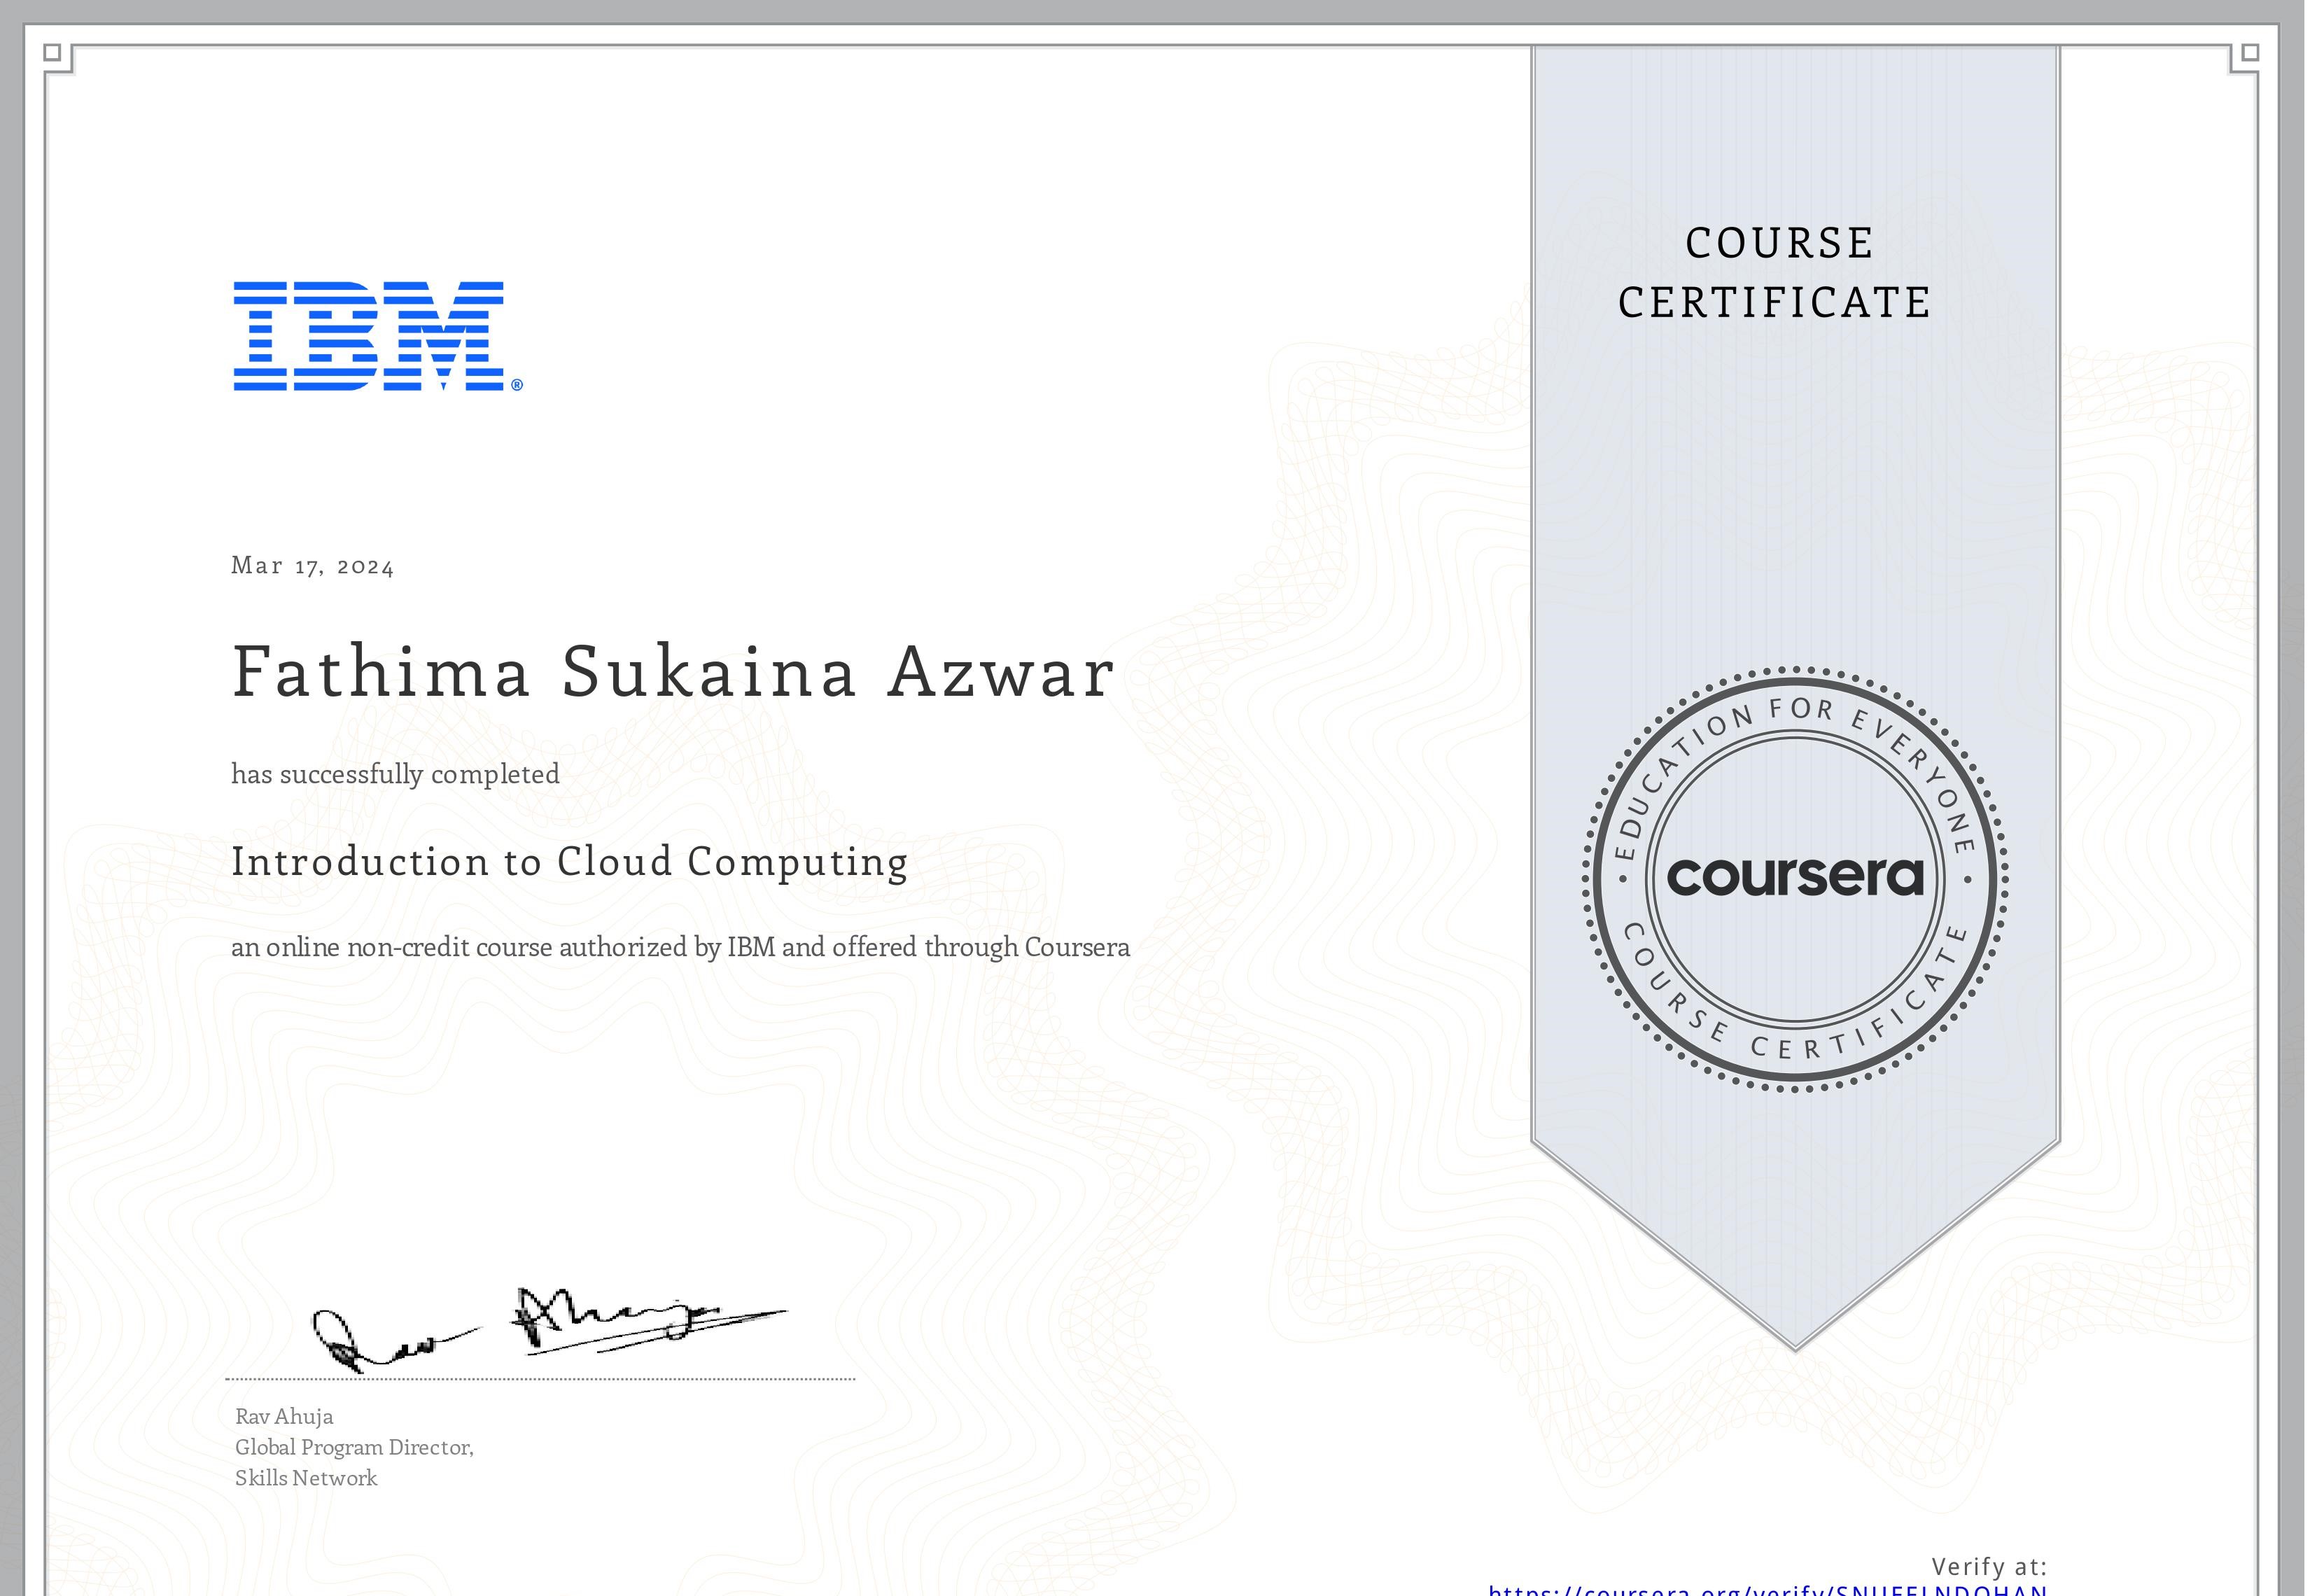 COURSE
CERTIFICATE
IBM®
Mar 17, 2024
Fathima Sukaina Azwar
has successfully completed
Introduction to Cloud Computing
an online non-credit course authorized by IBM and offered through Coursera
EDUCATION FOR EVERYONE
coursera
COURSE CERTIFICATE
Rav Ahuja
Global Program Director,
Skills Network
Verify at: